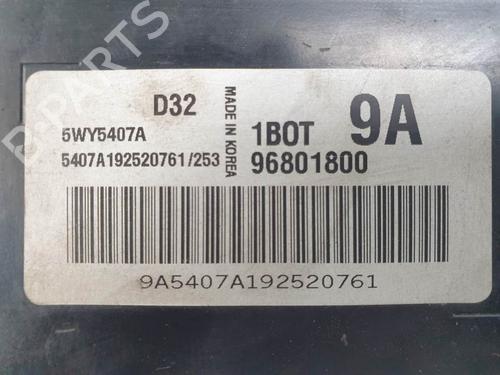 D32
5WY5407A
5407A192520761/253
MADE IN KOREA
1BOT 9A
96801800
9A5407A192520761
D-PARTS